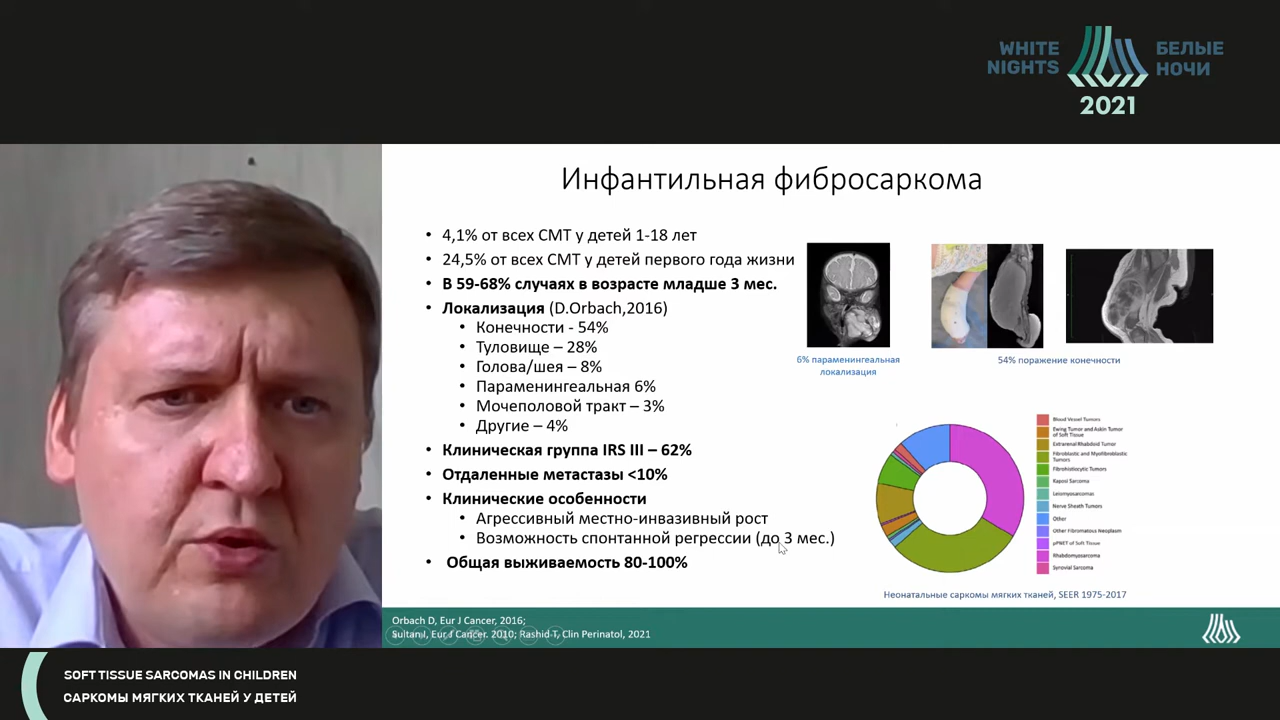 WHITE
NIGHTS
БЕЛЫЕ
НОЧИ
2021
Инфантильная фибросаркома
• 4,1% от всех СМТ у детей 1-18 лет
• 24,5% от всех СМТ у детей первого года жизни
• В 59-68% случаях в возрасте младше 3 мес.
• Локализация (D.Orbach,2016)
• Конечности - 54%
• Туловище – 28%
• Голова/шея – 8%
• Параменингеальная 6%
• Мочеполовой тракт – 3%
• Другие – 4%
• Клиническая группа IRS III – 62%
• Отдаленные метастазы <10%
• Клинические особенности
• Агрессивный местно-инвазивный рост
• Возможность спонтанной регрессии (до 3 мес.)
• Общая выживаемость 80-100%
6% параменингеальная
локализация
54% поражение конечности
Blood Vessel Tumors
Ewing Tumor and Askin Tumor
of Soft Tissue
Extrarenal Rhabdoid Tumor
Fibroblastic and Myofibroblastic
Tumors
Fibrohistiocytic Tumors
Kaposi Sarcoma
Leiomyosarcomas
Nerve Sheath Tumors
Other
Other Fibromatous Neoplasm
pPNET of Soft Tissue
Rhabdomyosarcoma
Synovial Sarcoma
Неонатальные саркомы мягких тканей, SEER 1975-2017
Orbach D, Eur J Cancer, 2016;
Sultan I, Eur J Cancer. 2010; Rashid T, Clin Perinatol, 2021
SOFT TISSUE SARCOMAS IN CHILDREN
САРКОМЫ МЯГКИХ ТКАНЕЙ У ДЕТЕЙ